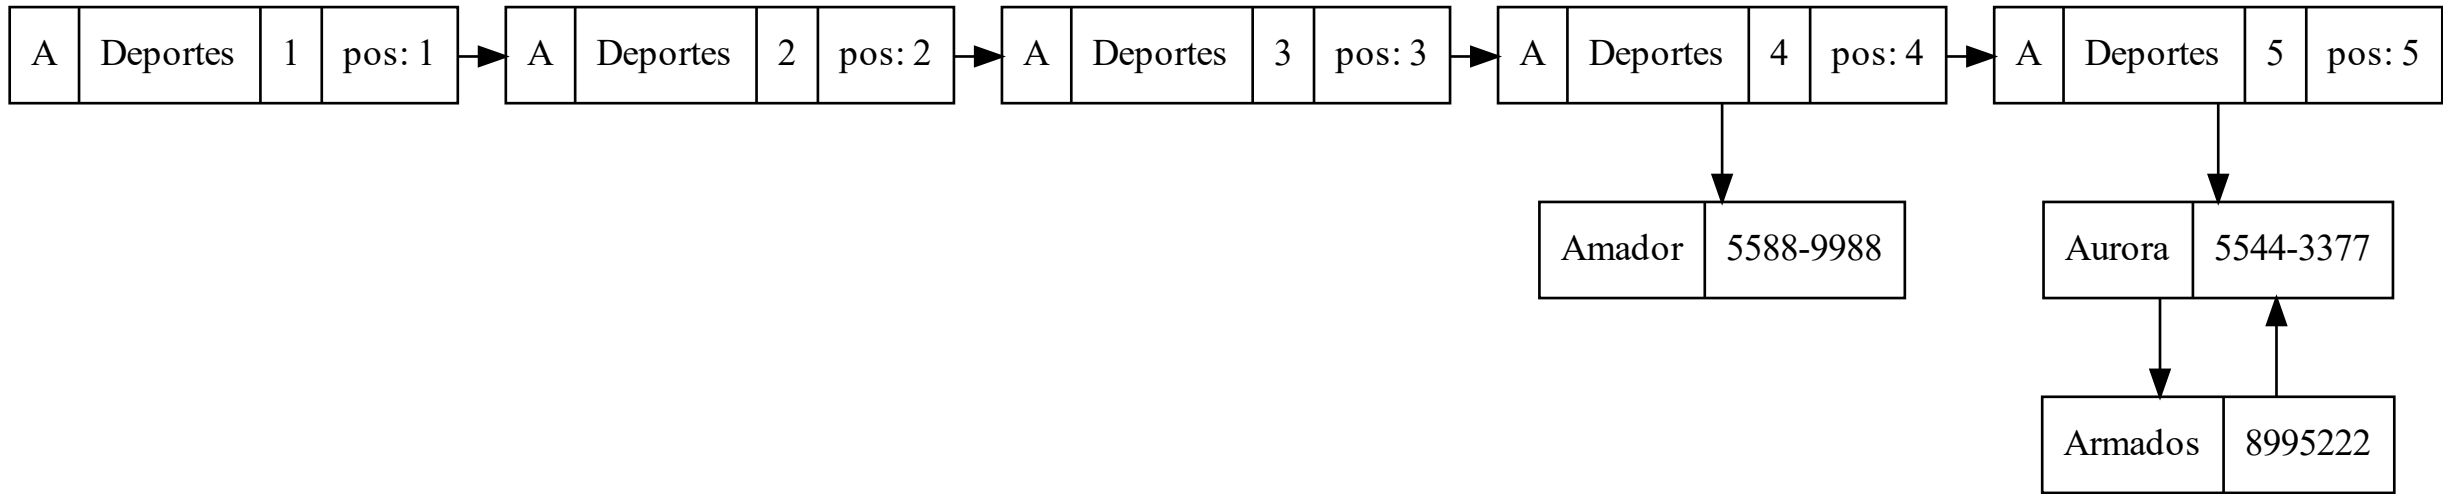 A Deportes 1 pos: 1 A Deportes 2 pos: 2 A Deportes 3 pos: 3 A Deportes 4 pos: 4 A Deportes 5 pos: 5
Amador 5588-9988 Aurora 5544-3377
Armados 8995222